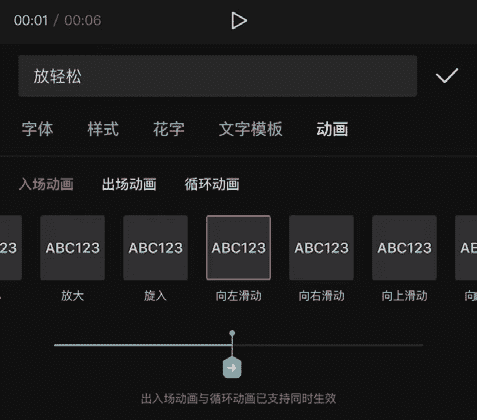 00:01 / 00:06
放轻松
字体 样式 花字 文字模板 动画
入场动画 出场动画 循环动画
23 ABC123 ABC123 ABC123 ABC123 ABC123 AB
放大 旋入 向左滑动 向右滑动 向上滑动 向
出入场动画与循环动画已支持同时生效